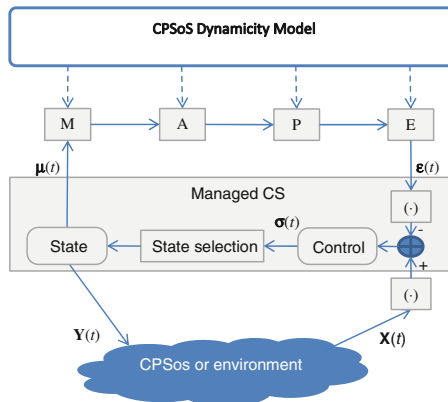 CPSoS Dynamicity Model
M A P E
μ(t) ε(t)
Managed CS
(·)
σ(t)
-
State State selection Control
+
(·)
Y(t) X(t)
CPSos or environment